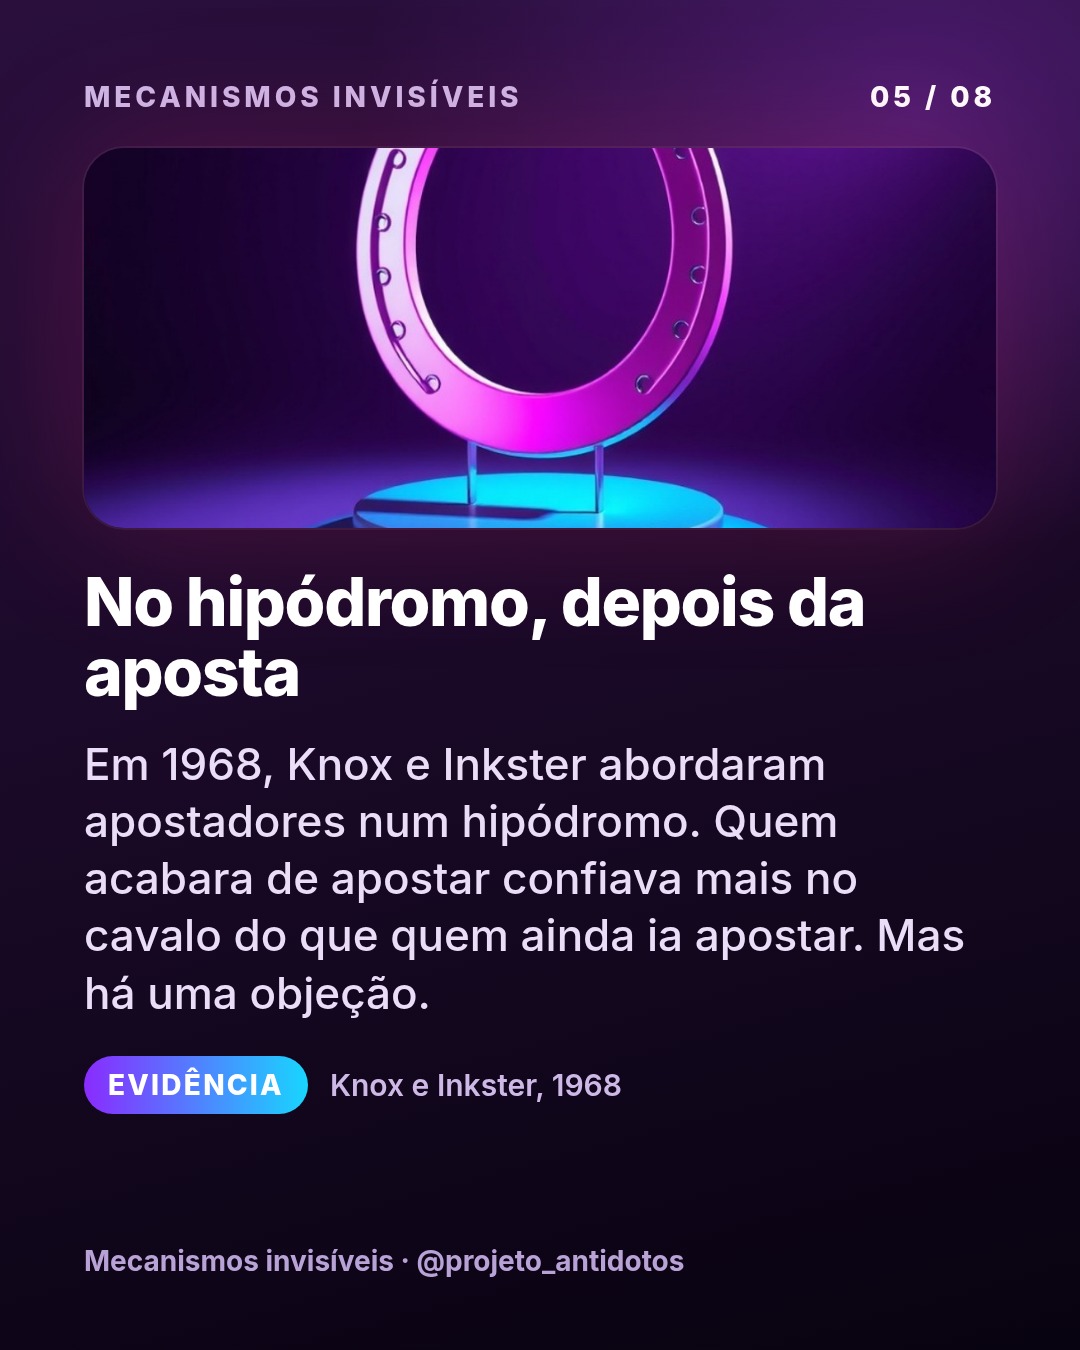 MECANISMOS INVISÍVEIS
05 / 08
No hipódromo, depois da
aposta
Em 1968, Knox e Inkster abordaram
apostadores num hipódromo. Quem
acabara de apostar confiava mais no
cavalo do que quem ainda ia apostar. Mas
há uma objeção.
EVIDÊNCIA
Knox e Inkster, 1968
Mecanismos invisíveis · @projeto_antidotos